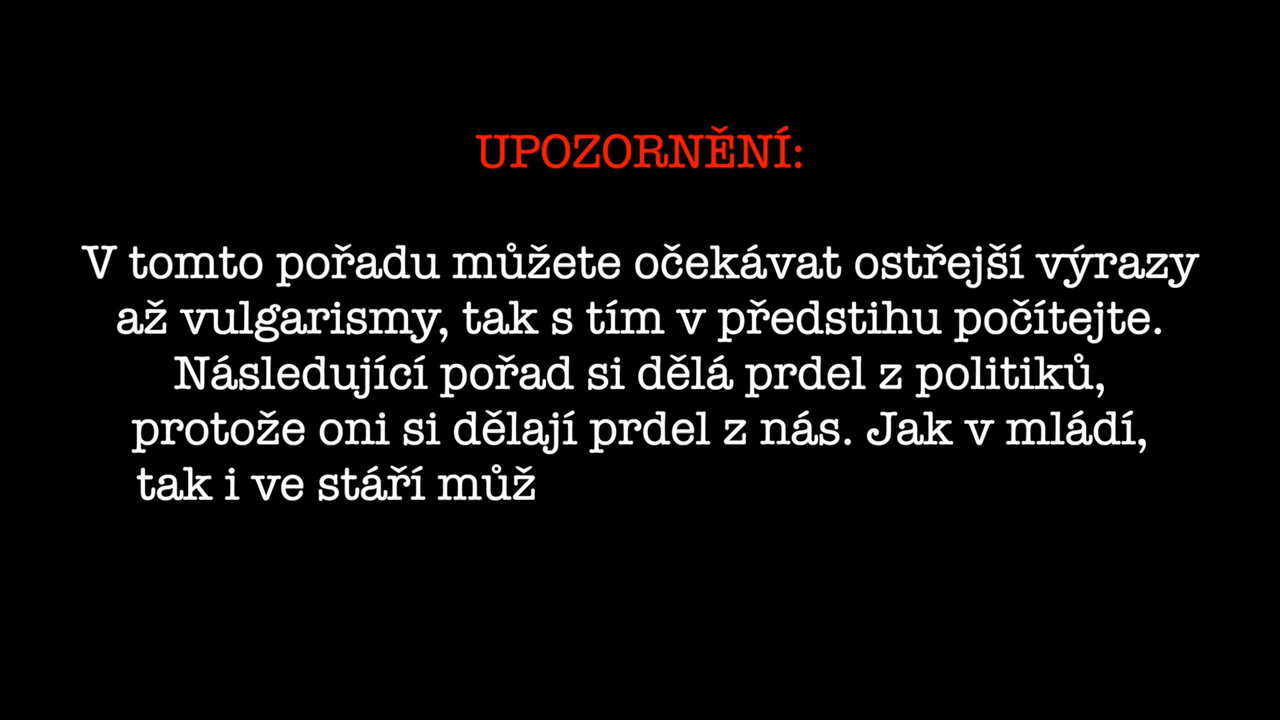 UPOZORNĚNÍ:
V tomto pořadu můžete očekávat ostřejší výrazy
až vulgarismy, tak s tím v předstihu počítejte.
Následující pořad si dělá prdel z politiků,
protože oni si dělají prdel z nás. Jak v mládí,
tak i ve stáří můž